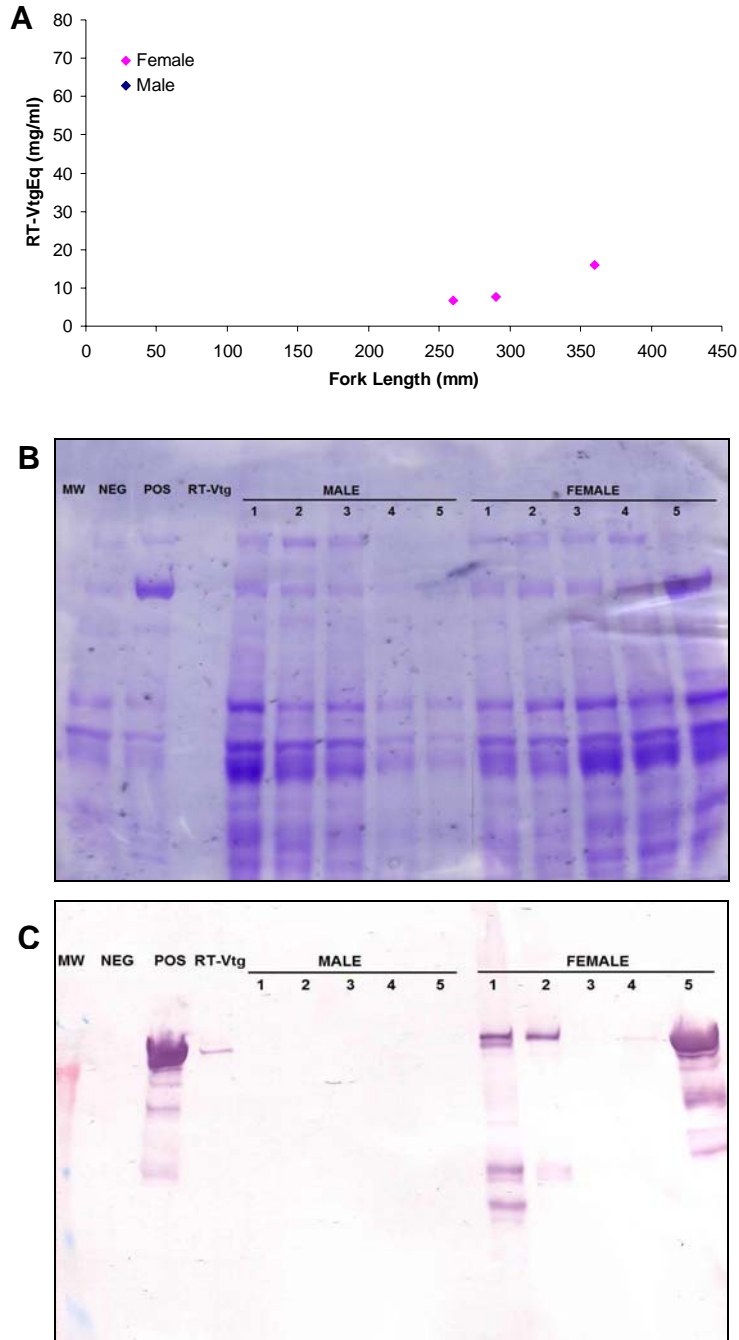 A
80
70
60
50
40
30
20
10
0
RT-VtgEq (mg/ml)
Female
Male
0 50 100 150 200 250 300 350 400 450
Fork Length (mm)
B
MW NEG POS RT-Vtg MALE FEMALE
1 2 3 4 5 1 2 3 4 5
C
MW NEG POS RT-Vtg MALE FEMALE
1 2 3 4 5 1 2 3 4 5